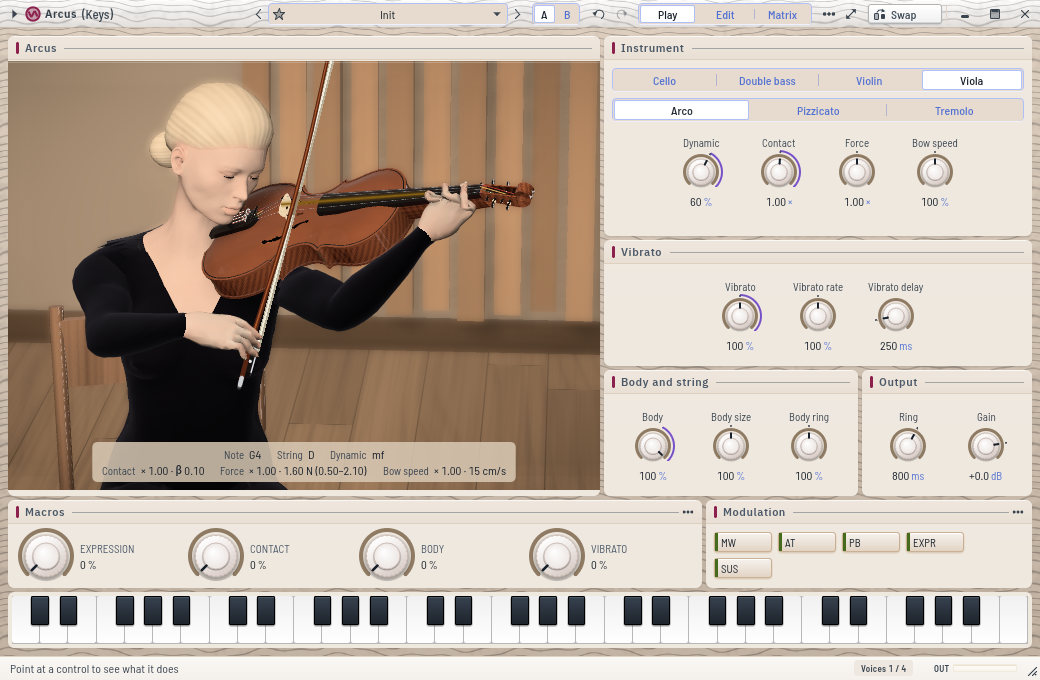 Arcus (Keys)
Init
A B
Play Edit Matrix
Swap
Arcus
Note G4 String D Dynamic mf
Contact × 1.00 · β 0.10 Force × 1.00 · 1.60 N (0.50–2.10) Bow speed × 1.00 · 15 cm/s
Instrument
Cello Double bass Violin Viola
Arco Pizzicato Tremolo
Dynamic Contact Force Bow speed
60 % 1.00 × 1.00 × 100 %
Vibrato
Vibrato Vibrato rate Vibrato delay
100 % 100 % 250 ms
Body and string
Body Body size Body ring
100 % 100 % 100 %
Output
Ring Gain
800 ms +0.0 dB
Macros
EXPRESSION
0 %
CONTACT
0 %
BODY
0 %
VIBRATO
0 %
Modulation
MW AT PB EXPR
SUS
Point at a control to see what it does
Voices 1 / 4
OUT